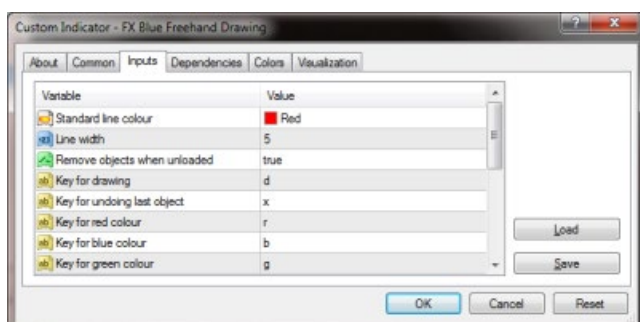 Custom Indicator - FX Blue Freehand Drawing
About Common Inputs Dependencies Colors Visualization
Variable Value
Standard line colour Red
Line width 5
Remove objects when unloaded true
Key for drawing d
Key for undoing last object x
Key for red colour r
Key for blue colour b
Key for green colour g
Load
Save
OK Cancel Reset